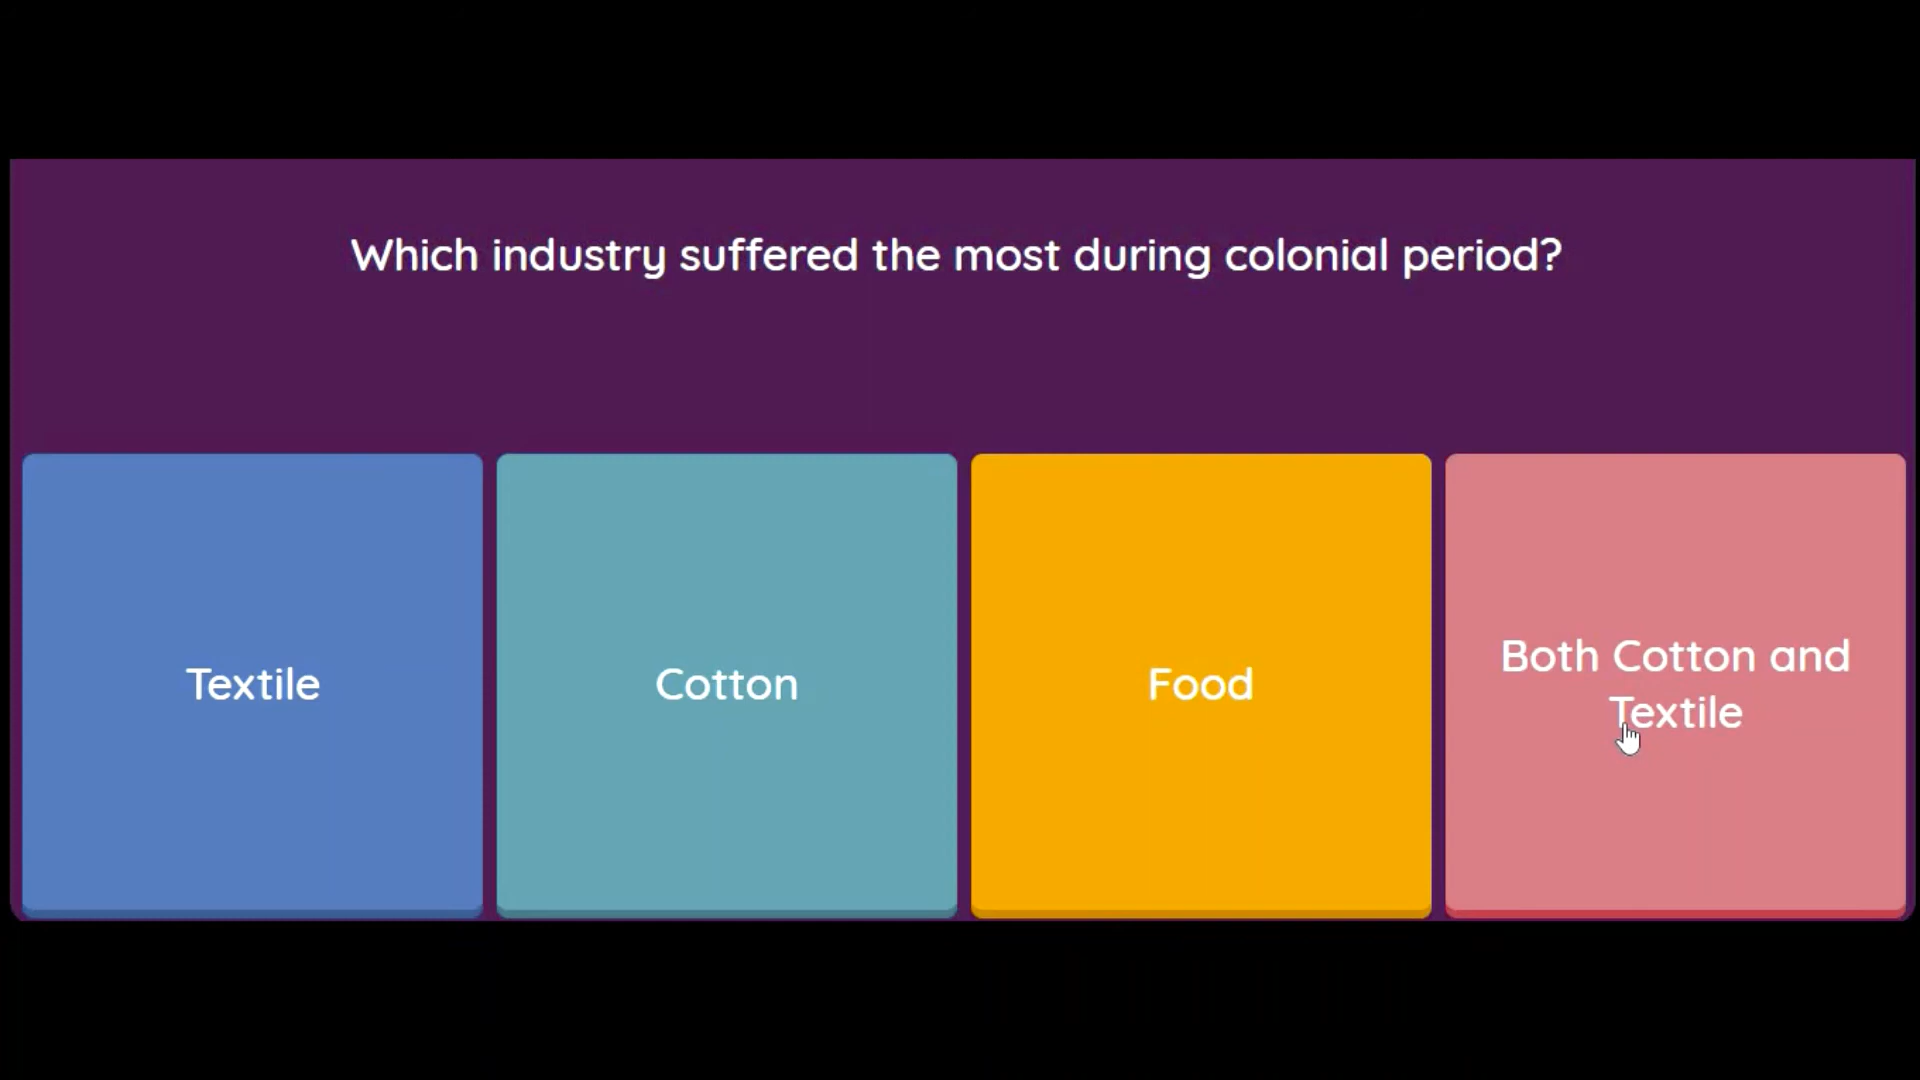 Which industry suffered the most during colonial period?
Textile
Cotton
Food
Both Cotton and
Textile